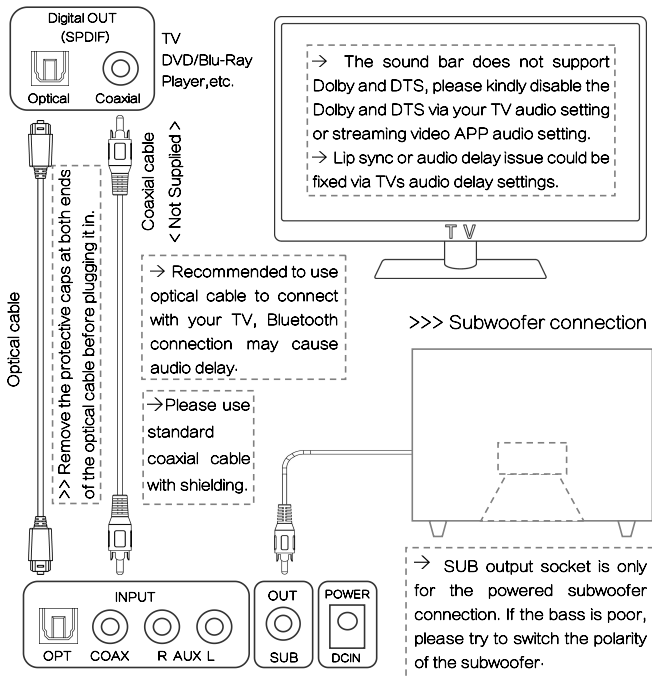 Digital OUT
(SPDIF)
Optical Coaxial
TV
DVD/Blu-Ray
Player,etc.
→ The sound bar does not support
Dolby and DTS, please kindly disable the
Dolby and DTS via your TV audio setting
or streaming video APP audio setting.
→ Lip sync or audio delay issue could be
fixed via TVs audio delay settings.
TV
Optical cable
>> Remove the protective caps at both ends
of the optical cable before plugging it in.
Coaxial cable
< Not Supplied >
→ Recommended to use
optical cable to connect
with your TV, Bluetooth
connection may cause
audio delay.
→Please use
standard
coaxial cable
with shielding.
>>> Subwoofer connection
→ SUB output socket is only
for the powered subwoofer
connection. If the bass is poor,
please try to switch the polarity
of the subwoofer.
INPUT
OPT COAX R AUX L
OUT
SUB
POWER
DCIN